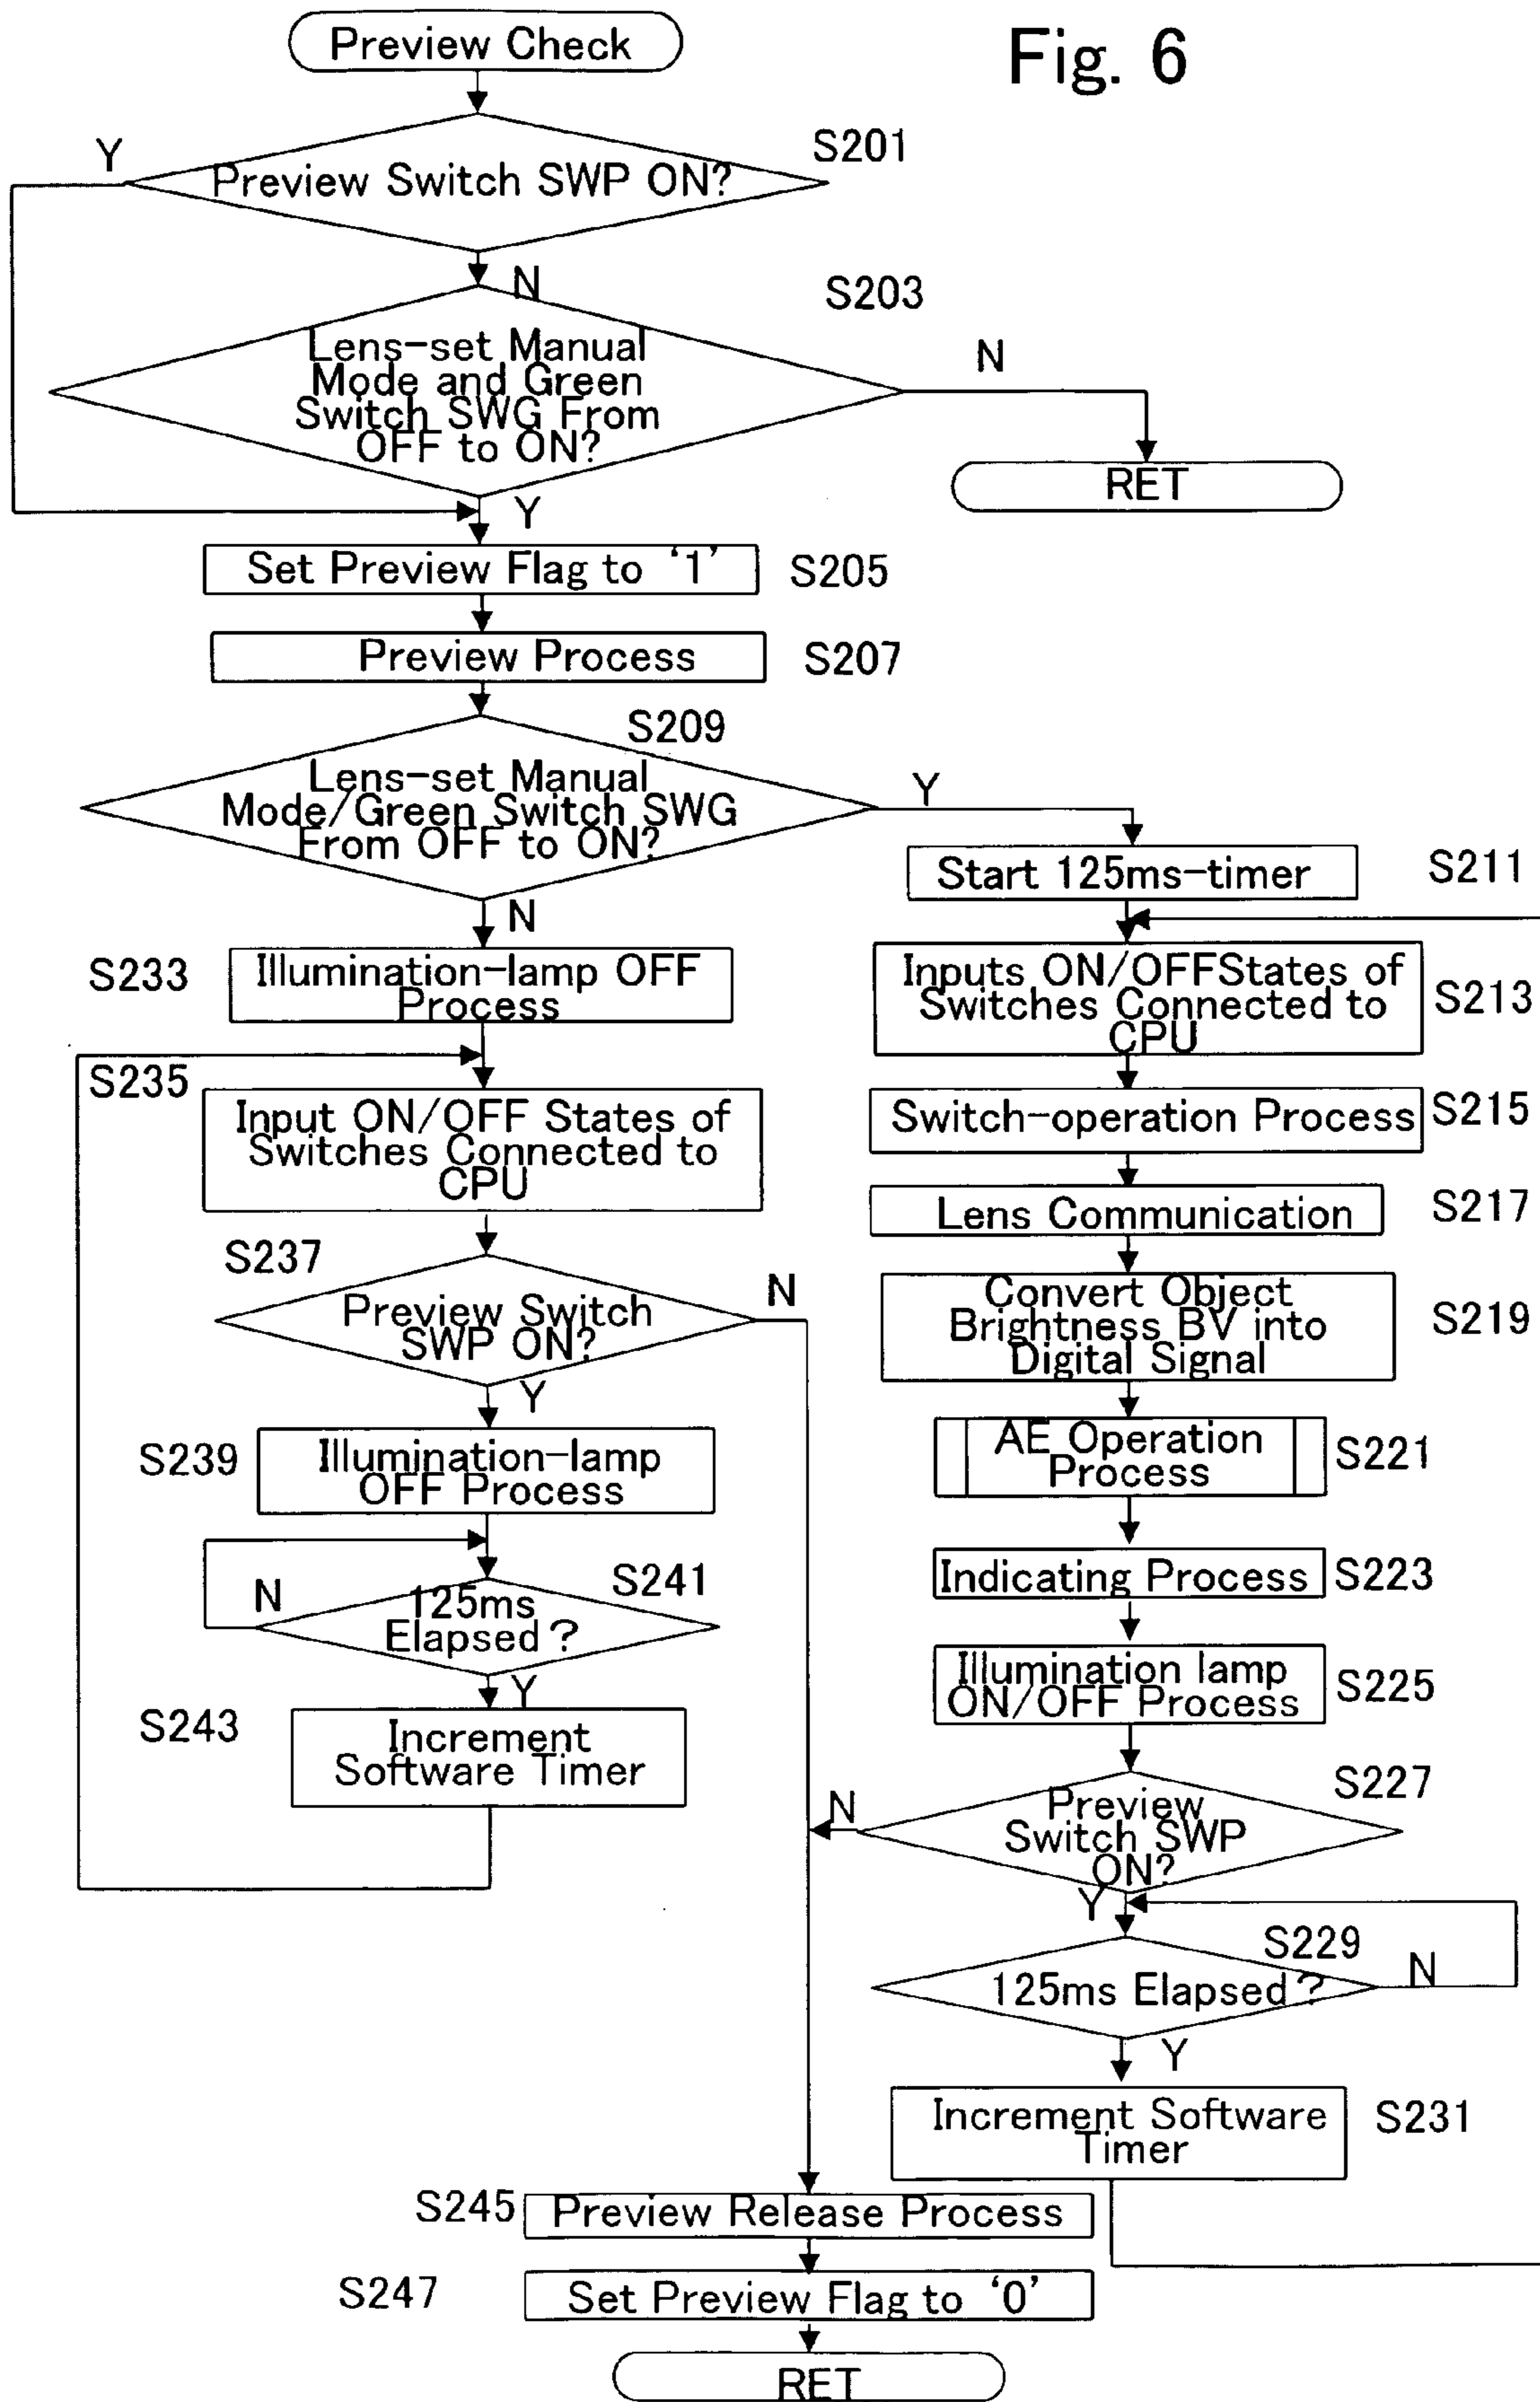 Fig. 6
Preview Check
S201
Y
Preview Switch SWP ON?
N
S203
Lens-set Manual
Mode and Green
Switch SWG From
OFF to ON?
N
RET
Y
Set Preview Flag to '1'
S205
Preview Process
S207
S209
Lens-set Manual
Mode/Green Switch SWG
From OFF to ON?
Y
N
Start 125ms-timer
S211
Inputs ON/OFFStates of
Switches Connected to
CPU
S213
Switch-operation Process
S215
Lens Communication
S217
Convert Object
Brightness BV into
Digital Signal
S219
AE Operation
Process
S221
Indicating Process
S223
Illumination lamp
ON/OFF Process
S225
S227
Preview
Switch SWP
ON?
N
Y
S229
125ms Elapsed?
N
Y
Increment Software
Timer
S231
S233
Illumination-lamp OFF
Process
S235
Input ON/OFF States of
Switches Connected to
CPU
S237
Preview Switch
SWP ON?
N
Y
S239
Illumination-lamp
OFF Process
S241
125ms
Elapsed?
N
Y
S243
Increment
Software Timer
S245
Preview Release Process
S247
Set Preview Flag to '0'
RET